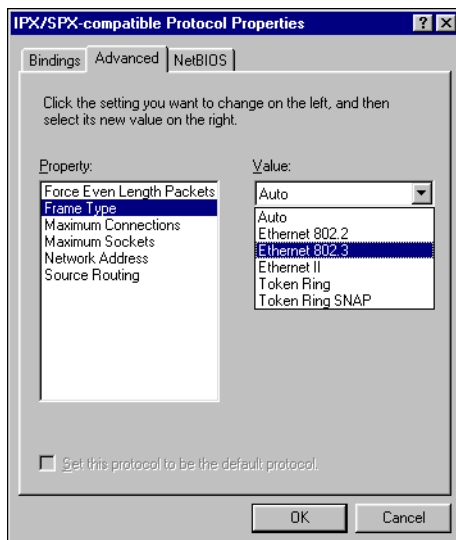 IPX/SPX-compatible Protocol Properties
Bindings Advanced NetBIOS
Click the setting you want to change on the left, and then
select its new value on the right.
Property:
Force Even Length Packets
Frame Type
Maximum Connections
Maximum Sockets
Network Address
Source Routing
Value:
Auto
Auto
Ethernet 802.2
Ethernet 802.3
Ethernet II
Token Ring
Token Ring SNAP
Set this protocol to be the default protocol.
OK Cancel